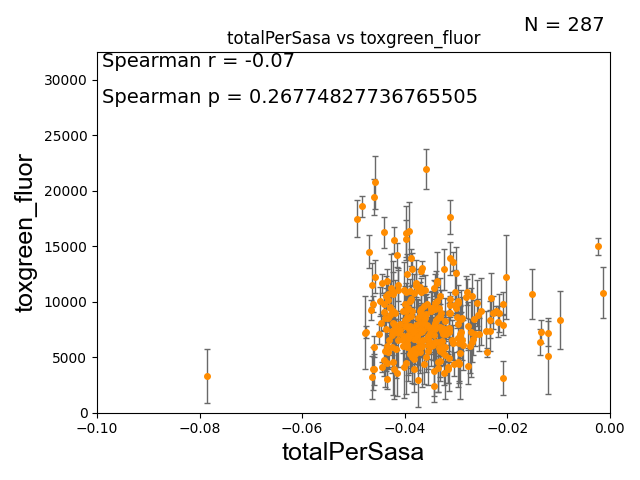 N = 287
totalPerSasa vs toxgreen_fluor
Spearman r = -0.07
Spearman p = 0.26774827736765505
30000
25000
20000
15000
10000
5000
0
toxgreen_fluor
−0.10
−0.08
−0.06
−0.04
−0.02
0.00
totalPerSasa